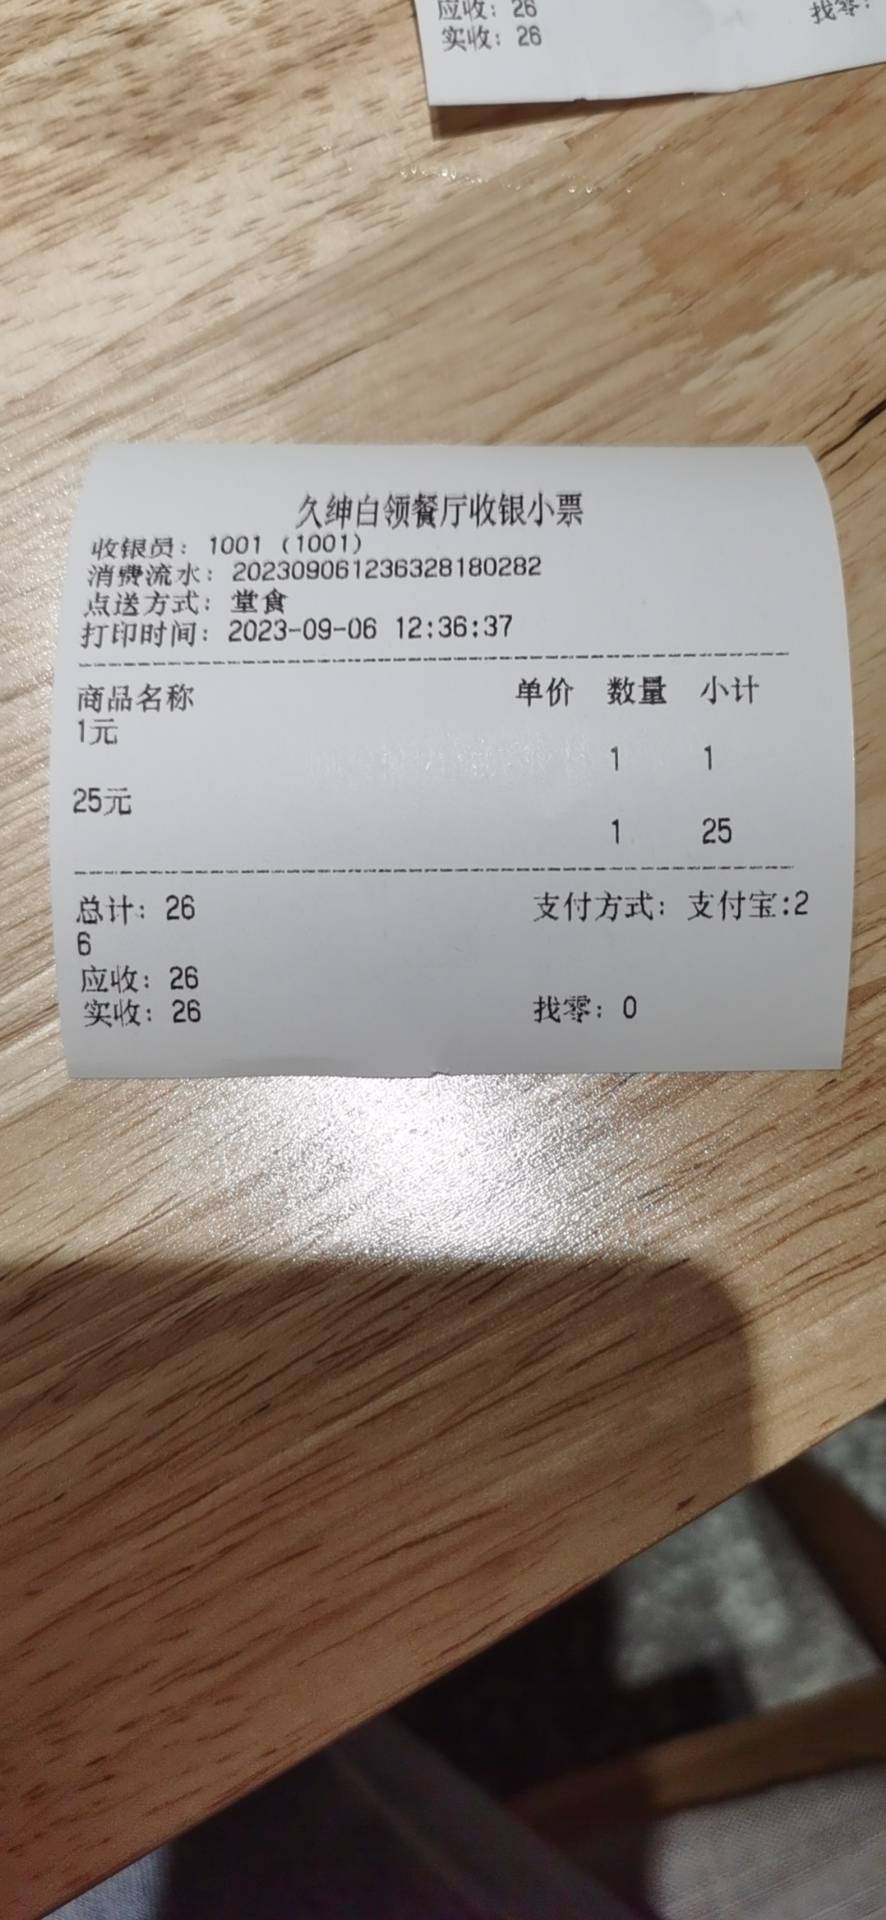 应收: 26
找零:
实收: 26
久绅白领餐厅收银小票
收银员: 1001 (1001)
消费流水: 202309061236328180282
点送方式: 堂食
打印时间: 2023-09-06 12:36:37
商品名称 单价 数量 小计
1元
1 1
25元
1 25
总计: 26 支付方式: 支付宝:2
6
应收: 26
实收: 26 找零: 0